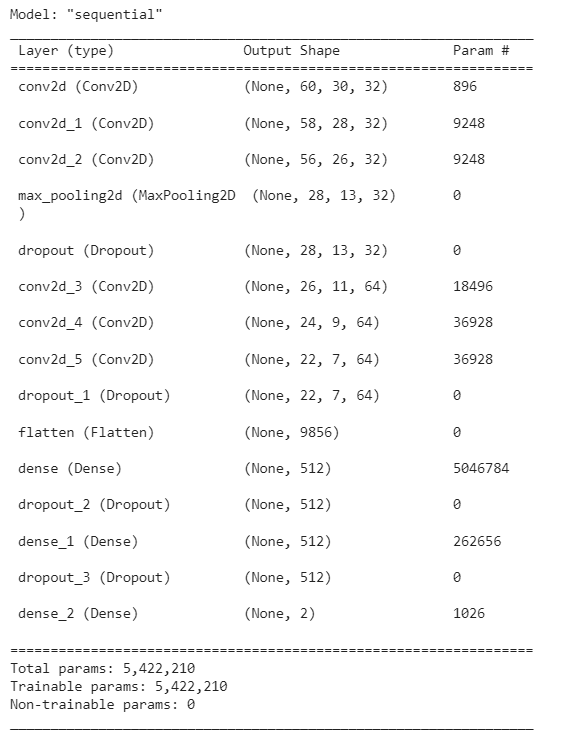 Model: "sequential"
Layer (type) Output Shape Param #
=================================================================
conv2d (Conv2D) (None, 60, 30, 32) 896
conv2d_1 (Conv2D) (None, 58, 28, 32) 9248
conv2d_2 (Conv2D) (None, 56, 26, 32) 9248
max_pooling2d (MaxPooling2D (None, 28, 13, 32) 0
)
dropout (Dropout) (None, 28, 13, 32) 0
conv2d_3 (Conv2D) (None, 26, 11, 64) 18496
conv2d_4 (Conv2D) (None, 24, 9, 64) 36928
conv2d_5 (Conv2D) (None, 22, 7, 64) 36928
dropout_1 (Dropout) (None, 22, 7, 64) 0
flatten (Flatten) (None, 9856) 0
dense (Dense) (None, 512) 5046784
dropout_2 (Dropout) (None, 512) 0
dense_1 (Dense) (None, 512) 262656
dropout_3 (Dropout) (None, 512) 0
dense_2 (Dense) (None, 2) 1026
=================================================================
Total params: 5,422,210
Trainable params: 5,422,210
Non-trainable params: 0